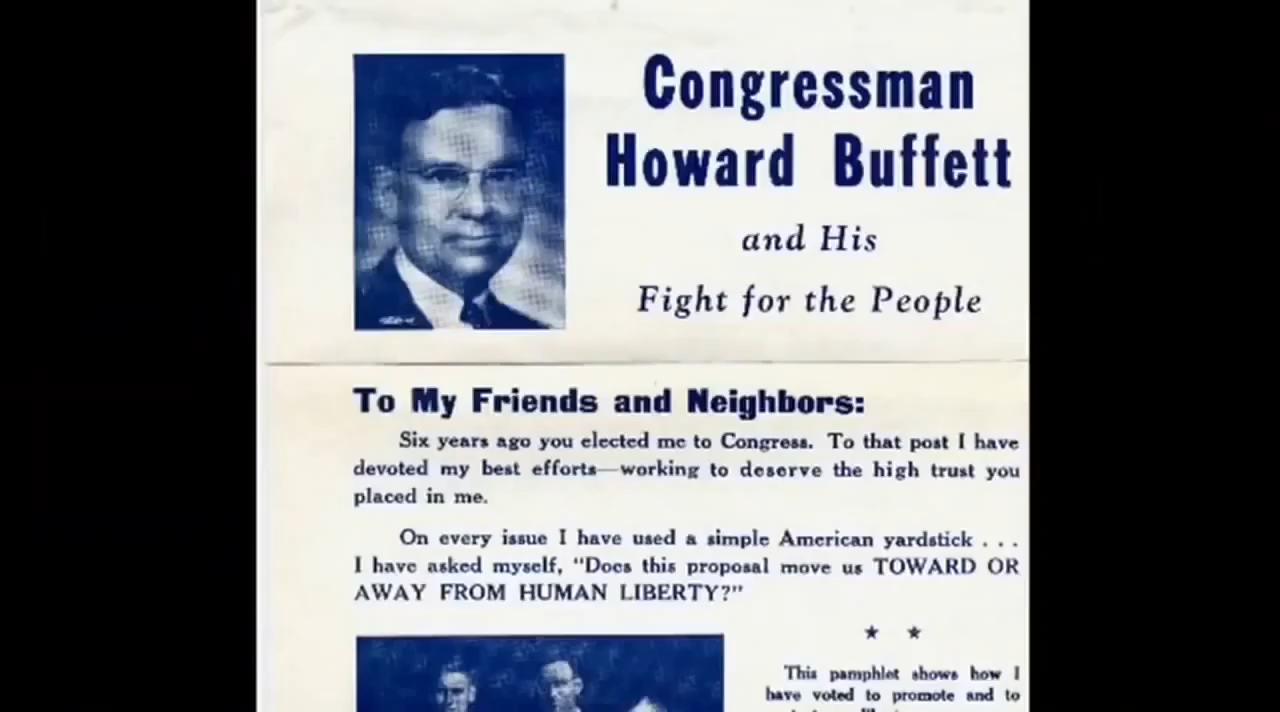 Congressman
Howard Buffett
and His
Fight for the People
To My Friends and Neighbors:
Six years ago you elected me to Congress. To that post I have
devoted my best efforts—working to deserve the high trust you
placed in me.
On every issue I have used a simple American yardstick . . .
I have asked myself, "Does this proposal move us TOWARD OR
AWAY FROM HUMAN LIBERTY?"
★ ★
This pamphlet shows how I
have voted to promote and to